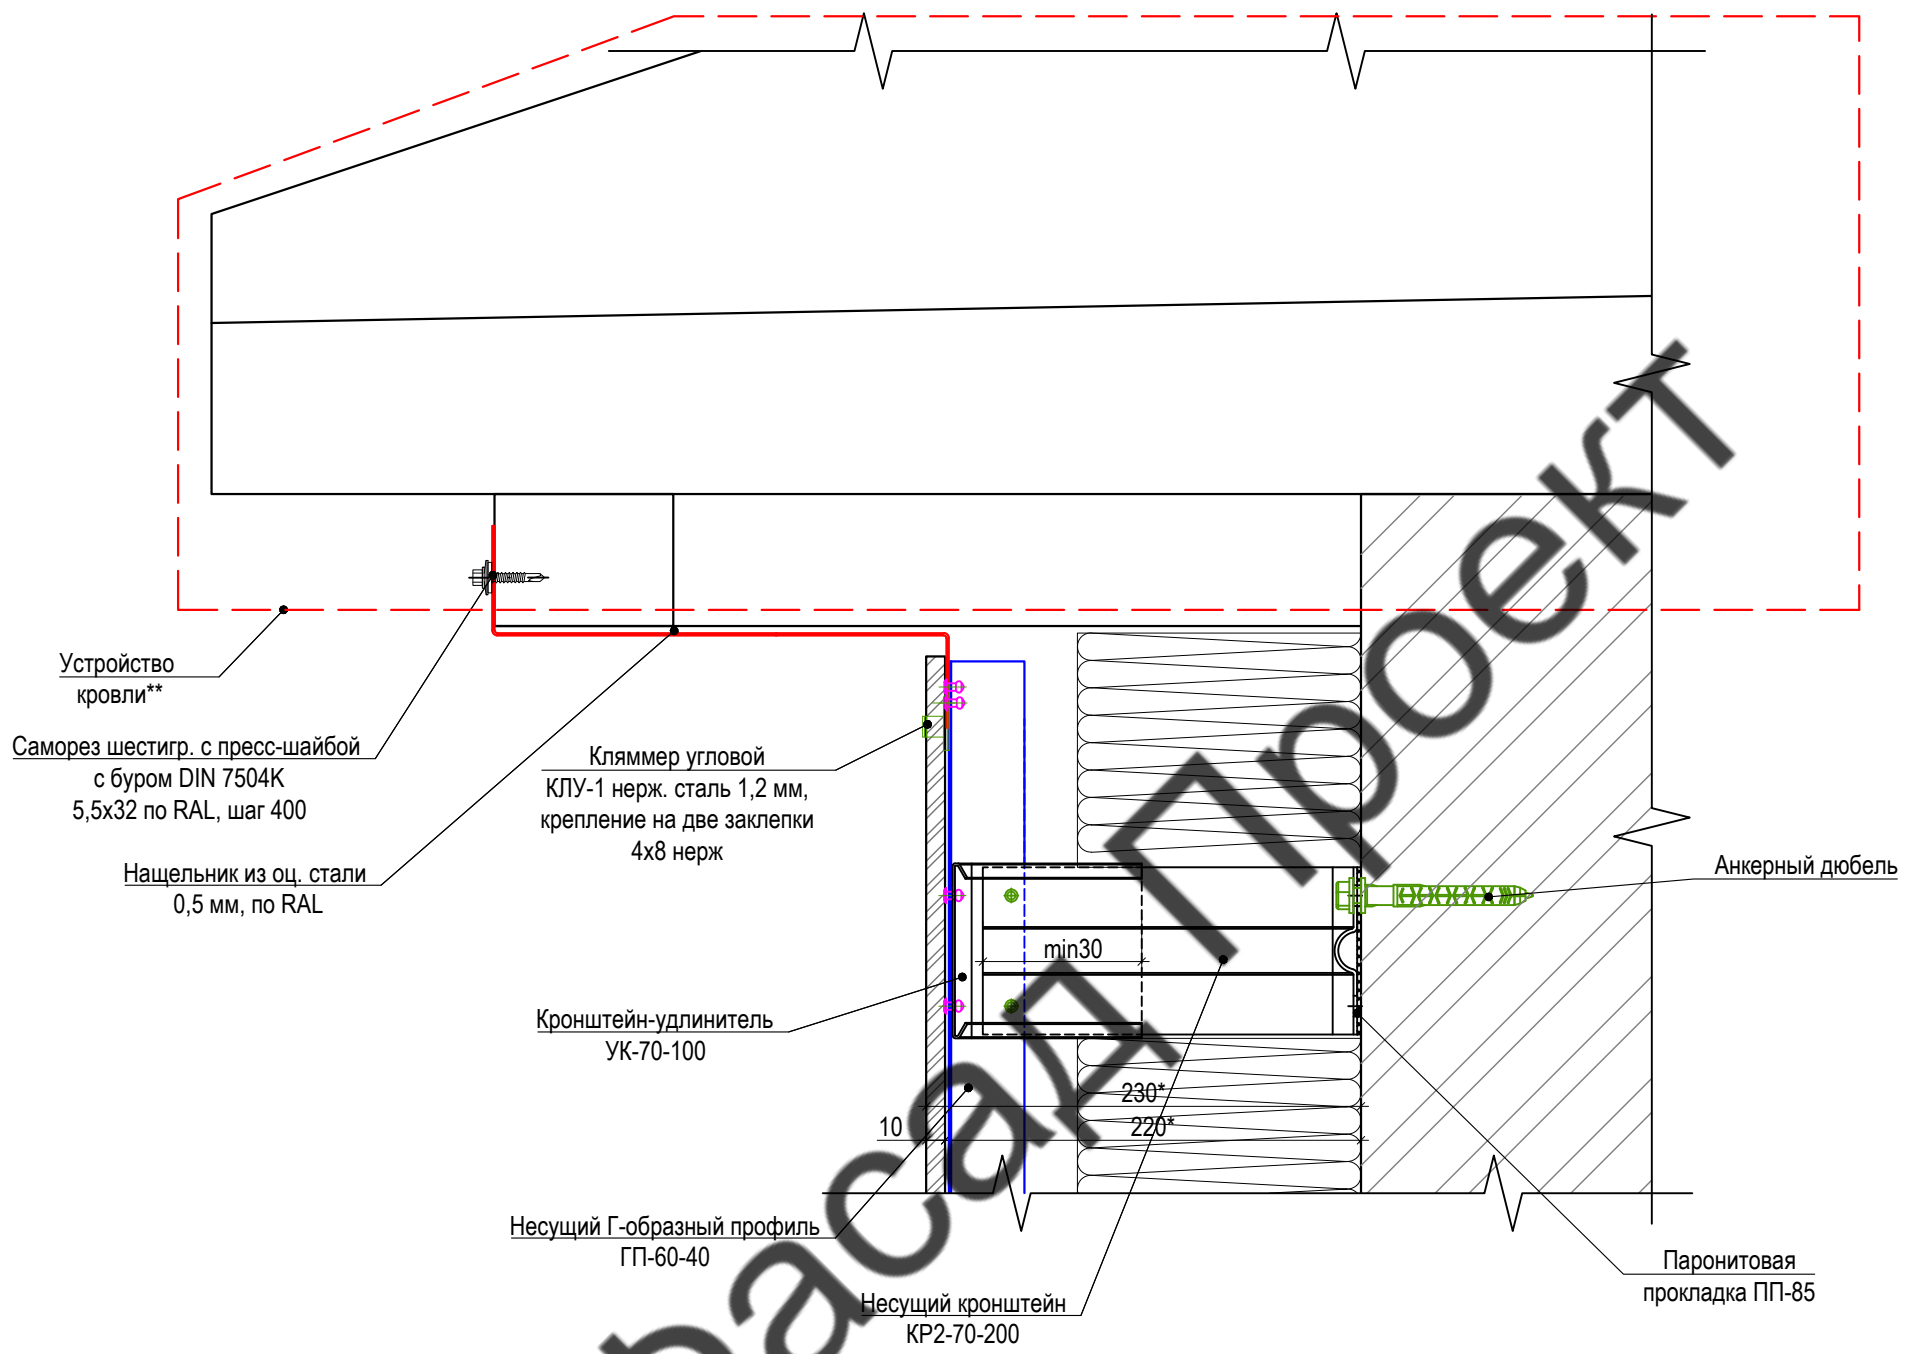 Устройство
кровли**
Саморез шестигр. с пресс-шайбой
с буром DIN 7504K
5,5х32 по RAL, шаг 400
Нащельник из оц. стали
0,5 мм, по RAL
Кляммер угловой
КЛУ-1 нерж. сталь 1,2 мм,
крепление на две заклепки
4х8 нерж
Анкерный дюбель
min30
Кронштейн-удлинитель
УК-70-100
230*
10
220*
Несущий Г-образный профиль
ГП-60-40
Несущий кронштейн
КР2-70-200
Паронитовая
прокладка ПП-85
Фасад Проект